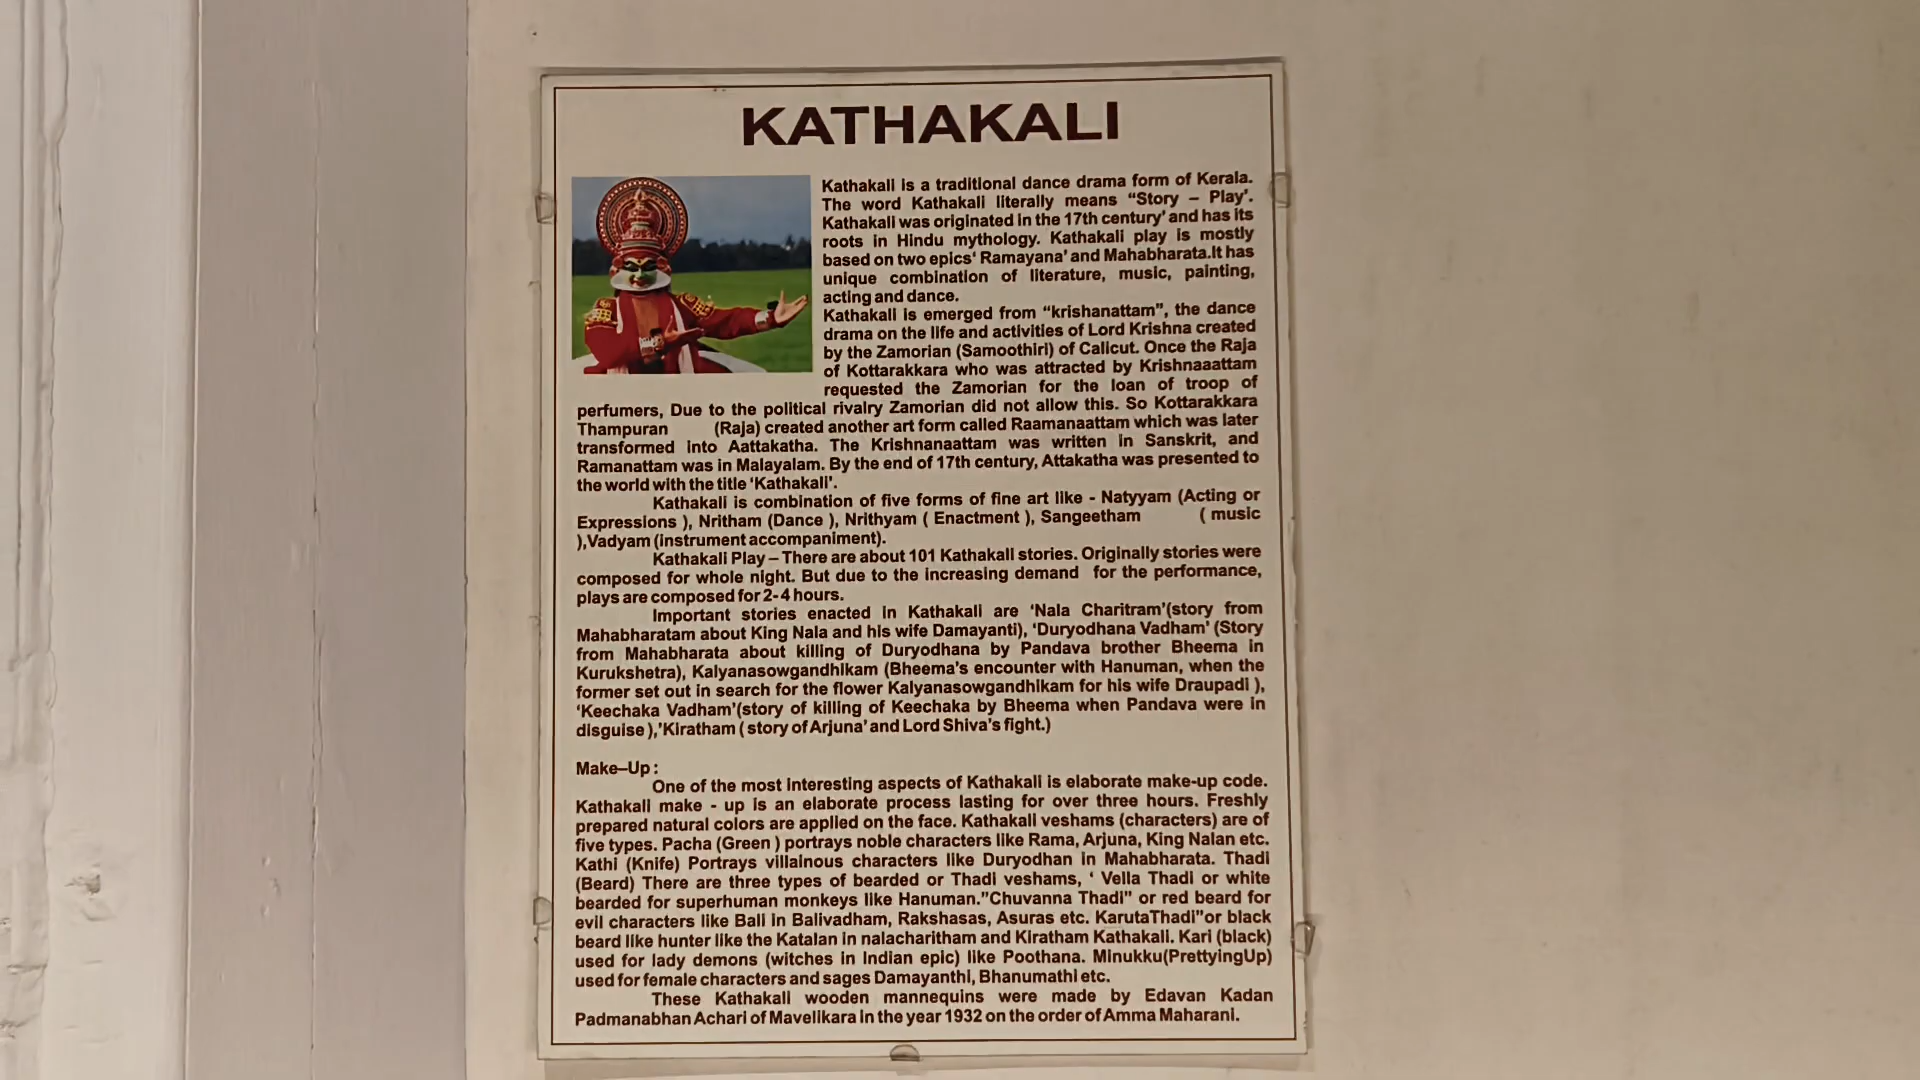 KATHAKALI
Kathakali is a traditional dance drama form of Kerala.
The word Kathakali literally means “Story – Play’.
Kathakali was originated in the 17th century’ and has its
roots in Hindu mythology. Kathakali play is mostly
based on two epics‘ Ramayana’ and Mahabharata.It has
unique combination of literature, music, painting,
acting and dance.
Kathakali is emerged from “krishanattam”, the dance
drama on the life and activities of Lord Krishna created
by the Zamorian (Samoothiri) of Calicut. Once the Raja
of Kottarakkara who was attracted by Krishnaaattam
requested the Zamorian for the loan of troop of
perfumers, Due to the political rivalry Zamorian did not allow this. So Kottarakkara
Thampuran (Raja) created another art form called Raamanaattam which was later
transformed into Aattakatha. The Krishnanaattam was written in Sanskrit, and
Ramanattam was in Malayalam. By the end of 17th century, Attakatha was presented to
the world with the title ‘Kathakali’.
Kathakali is combination of five forms of fine art like - Natyyam (Acting or
Expressions ), Nritham (Dance ), Nrithyam ( Enactment ), Sangeetham ( music
),Vadyam (instrument accompaniment).
Kathakali Play – There are about 101 Kathakali stories. Originally stories were
composed for whole night. But due to the increasing demand for the performance,
plays are composed for 2- 4 hours.
Important stories enacted in Kathakali are ‘Nala Charitram’(story from
Mahabharatam about King Nala and his wife Damayanti), ‘Duryodhana Vadham’ (Story
from Mahabharata about killing of Duryodhana by Pandava brother Bheema in
Kurukshetra), Kalyanasowgandhikam (Bheema’s encounter with Hanuman, when the
former set out in search for the flower Kalyanasowgandhikam for his wife Draupadi ),
‘Keechaka Vadham’(story of killing of Keechaka by Bheema when Pandava were in
disguise ),’Kiratham ( story of Arjuna’ and Lord Shiva’s fight.)
Make–Up :
One of the most interesting aspects of Kathakali is elaborate make-up code.
Kathakali make - up is an elaborate process lasting for over three hours. Freshly
prepared natural colors are applied on the face. Kathakali veshams (characters) are of
five types. Pacha (Green ) portrays noble characters like Rama, Arjuna, King Nalan etc.
Kathi (Knife) Portrays villainous characters like Duryodhan in Mahabharata. Thadi
(Beard) There are three types of bearded or Thadi veshams, ‘ Vella Thadi or white
bearded for superhuman monkeys like Hanuman.”Chuvanna Thadi” or red beard for
evil characters like Bali in Balivadham, Rakshasas, Asuras etc. KarutaThadi”or black
beard like hunter like the Katalan in nalacharitham and Kiratham Kathakali. Kari (black)
used for lady demons (witches in Indian epic) like Poothana. Minukku(PrettyingUp)
used for female characters and sages Damayanthi, Bhanumathi etc.
These Kathakali wooden mannequins were made by Edavan Kadan
Padmanabhan Achari of Mavelikara in the year 1932 on the order of Amma Maharani.